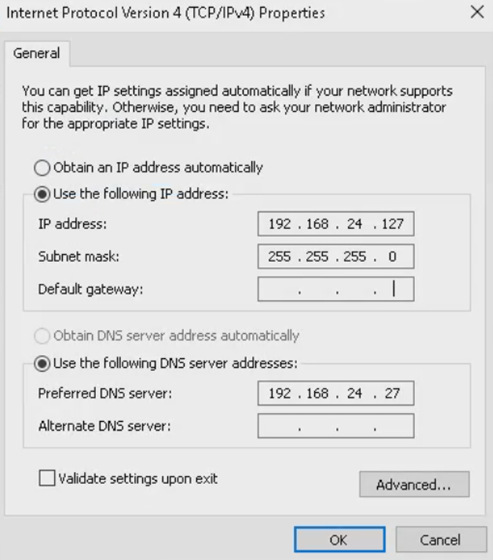 Internet Protocol Version 4 (TCP/IPv4) Properties
General
You can get IP settings assigned automatically if your network supports
this capability. Otherwise, you need to ask your network administrator
for the appropriate IP settings.
Obtain an IP address automatically
Use the following IP address:
IP address: 192 . 168 . 24 . 127
Subnet mask: 255 . 255 . 255 . 0
Default gateway: . . .
Obtain DNS server address automatically
Use the following DNS server addresses:
Preferred DNS server: 192 . 168 . 24 . 27
Alternate DNS server: . . .
Validate settings upon exit
Advanced...
OK Cancel